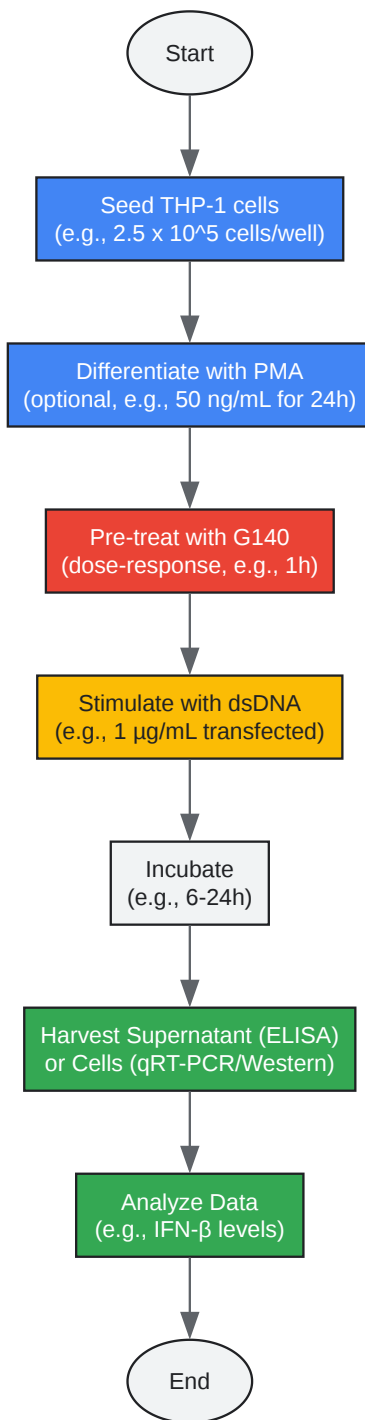 Start
Seed THP-1 cells
(e.g., 2.5 x 10^5 cells/well)
Differentiate with PMA
(optional, e.g., 50 ng/mL for 24h)
Pre-treat with G140
(dose-response, e.g., 1h)
Stimulate with dsDNA
(e.g., 1 µg/mL transfected)
Incubate
(e.g., 6-24h)
Harvest Supernatant (ELISA)
or Cells (qRT-PCR/Western)
Analyze Data
(e.g., IFN-β levels)
End